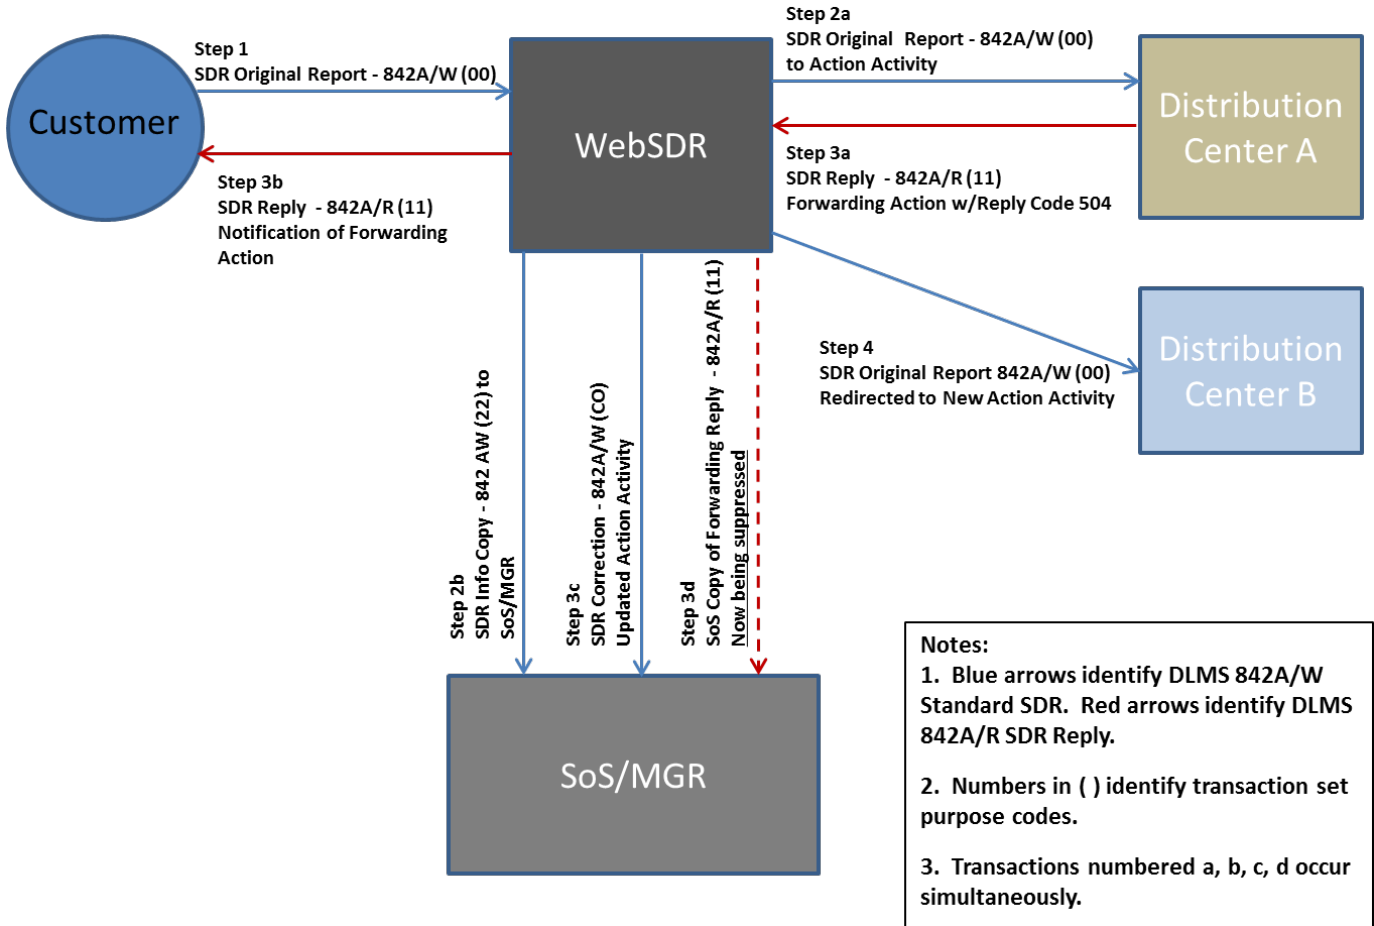 Step 1
SDR Original Report - 842A/W (00)
Customer
Step 3b
SDR Reply - 842A/R (11)
Notification of Forwarding
Action
WebSDR
Step 2a
SDR Original Report - 842A/W (00)
to Action Activity
Step 3a
SDR Reply - 842A/R (11)
Forwarding Action w/Reply Code 504
Distribution
Center A
Step 4
SDR Original Report 842A/W (00)
Redirected to New Action Activity
Distribution
Center B
Step 2b
SDR Info Copy - 842 AW (22) to
SoS/MGR
Step 3c
SDR Correction - 842A/W (CO)
Updated Action Activity
Step 3d
SoS Copy of Forwarding Reply - 842A/R (11)
Now being suppressed
SoS/MGR
Notes:
1. Blue arrows identify DLMS 842A/W
Standard SDR. Red arrows identify DLMS
842A/R SDR Reply.
2. Numbers in ( ) identify transaction set
purpose codes.
3. Transactions numbered a, b, c, d occur
simultaneously.